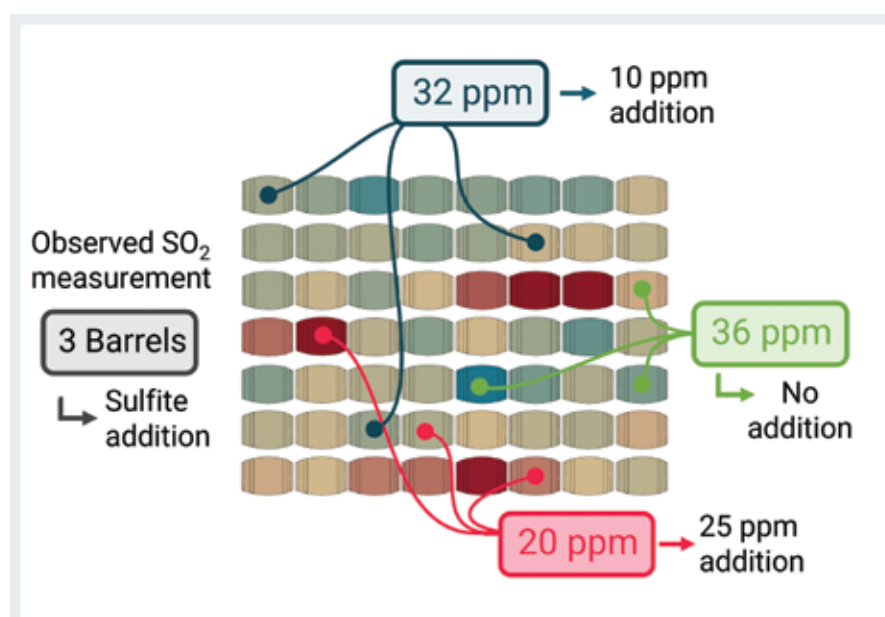 32 ppm
10 ppm
addition
Observed SO₂
measurement
3 Barrels
Sulfite
addition
36 ppm
No
addition
20 ppm
25 ppm
addition